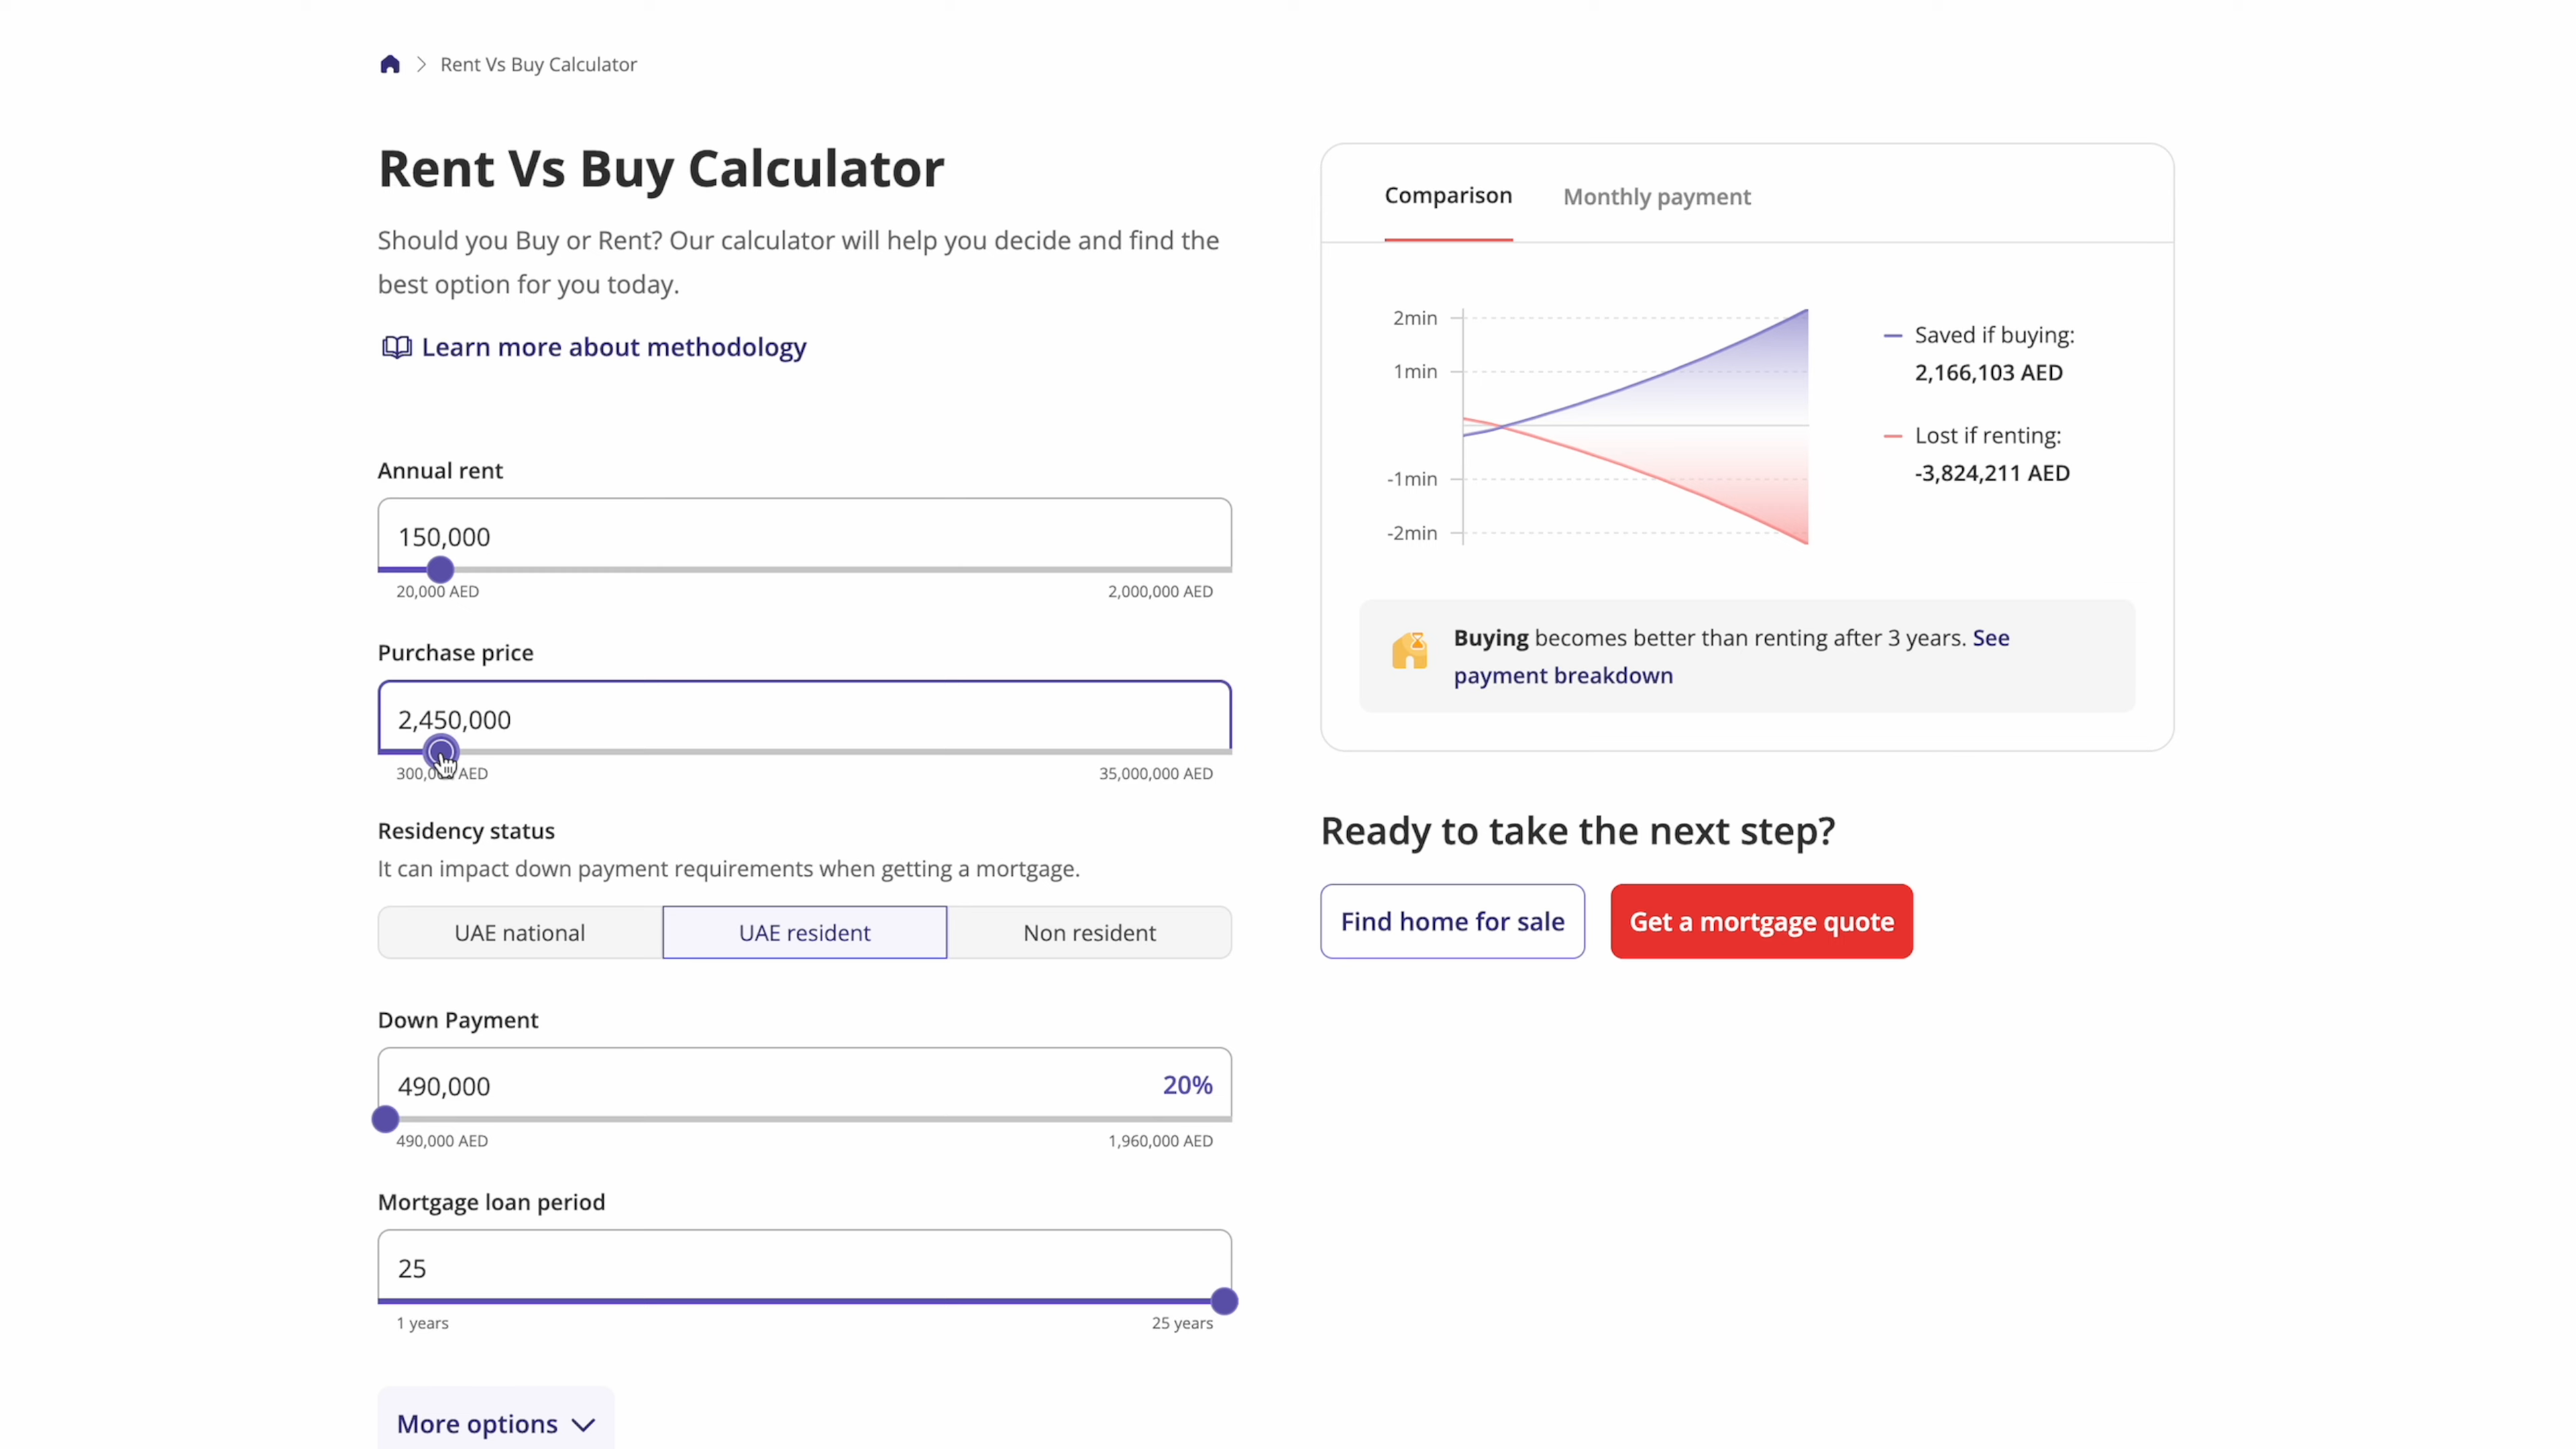 Rent Vs Buy Calculator
Rent Vs Buy Calculator
Should you Buy or Rent? Our calculator will help you decide and find the
best option for you today.
Learn more about methodology
Annual rent
150,000
20,000 AED
2,000,000 AED
Purchase price
2,450,000
AED
35,000,000 AED
Residency status
It can impact down payment requirements when getting a mortgage.
UAE national
UAE resident
Non resident
Down Payment
490,000
20%
490,000 AED
1,960,000 AED
Mortgage loan period
25
1 years
25 years
More options
Comparison
Monthly payment
2min
1min
-1min
-2min
Saved if buying:
2,166,103 AED
Lost if renting:
-3,824,211 AED
Buying becomes better than renting after 3 years. See
payment breakdown
Ready to take the next step?
Find home for sale
Get a mortgage quote